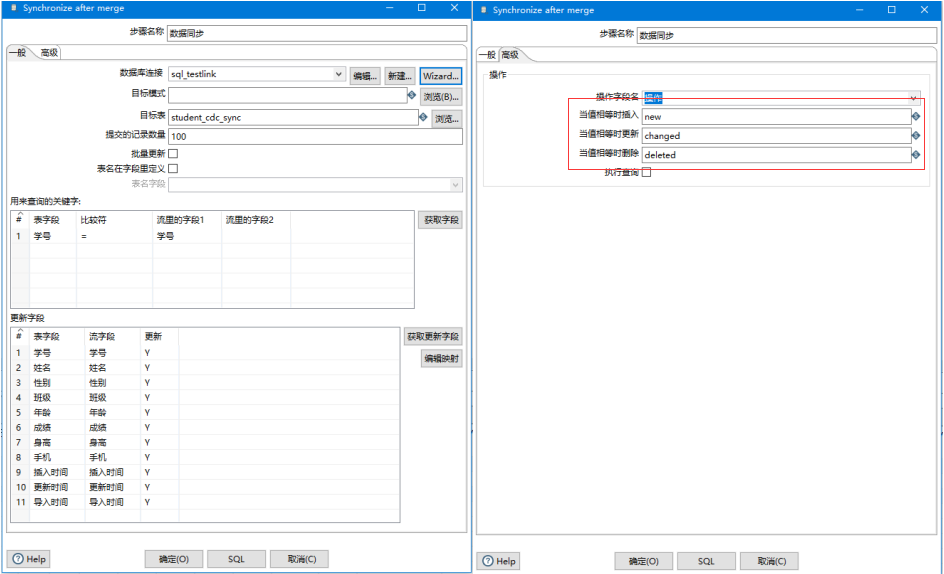 Synchronize after merge
步骤名称 数据同步
一般 高级
数据库连接 sql_testlink 编辑... 新建... Wizard...
目标模式 浏览(B)...
目标表 student_cdc_sync 浏览...
提交的记录数量 100
批量更新
表名在字段里定义
表名字段
用来查询的关键字:
# 表字段 比较符 流里的字段1 流里的字段2 获取字段
1 学号 = 学号
更新字段
# 表字段 流字段 更新 获取更新字段
1 学号 学号 Y 编辑映射
2 姓名 姓名 Y
3 性别 性别 Y
4 班级 班级 Y
5 年龄 年龄 Y
6 成绩 成绩 Y
7 身高 身高 Y
8 手机 手机 Y
9 插入时间 插入时间 Y
10 更新时间 更新时间 Y
11 导入时间 导入时间 Y
Help 确定(O) SQL 取消(C)
Synchronize after merge
步骤名称 数据同步
一般 高级
操作
操作字段名 操作
当值相等时插入 new
当值相等时更新 changed
当值相等时删除 deleted
执行查询
Help 确定(O) SQL 取消(C)